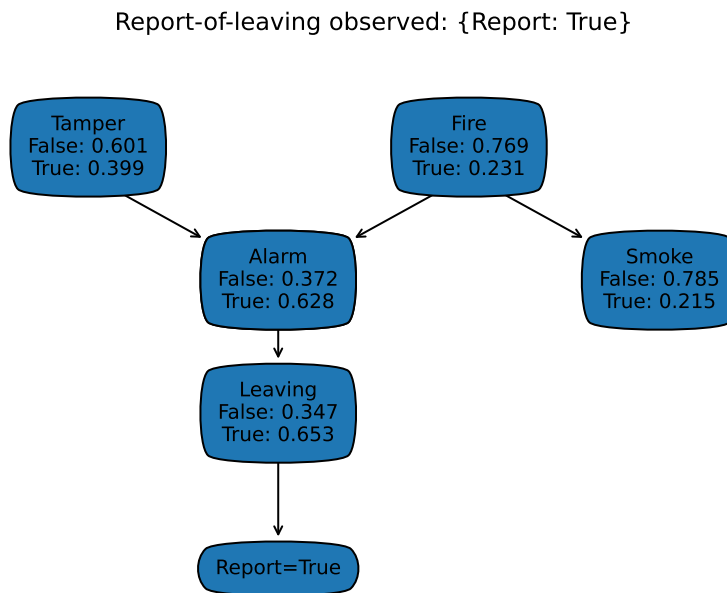 Report-of-leaving observed: {Report: True}
Tamper
False: 0.601
True: 0.399
Fire
False: 0.769
True: 0.231
Alarm
False: 0.372
True: 0.628
Smoke
False: 0.785
True: 0.215
Leaving
False: 0.347
True: 0.653
Report=True